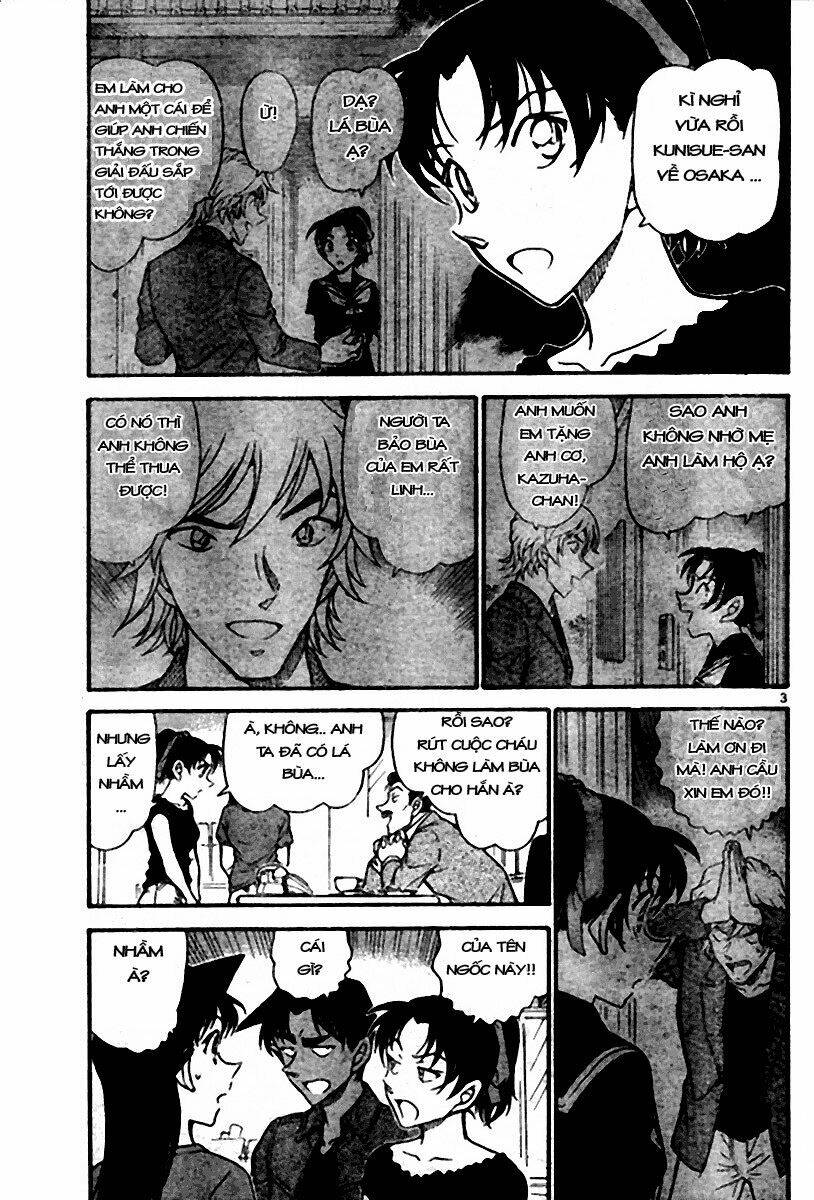 KÌ NGHỈ
VỪA RỒI
KUNISUE-SAN
VỀ OSAKA ...
DẠ?
LÁ BÙA
Ạ?
Ừ!
EM LÀM CHO
ANH MỘT CÁI ĐỂ
GIÚP ANH CHIẾN
THẮNG TRONG
GIẢI ĐẤU SẮP
TỚI ĐƯỢC
KHÔNG?
SAO ANH
KHÔNG NHỜ MẸ
ANH LÀM HỘ Ạ?
ANH MUỐN
EM TẶNG
ANH CƠ,
KAZUHA-
CHAN!
NGƯỜI TA
BẢO BÙA
CỦA EM RẤT
LINH...
CÓ NÓ THÌ
ANH KHÔNG
THỂ THUA
ĐƯỢC!
3
THẾ NÀO?
LÀM ƠN ĐI
MÀ! ANH CẦU
XIN EM ĐÓ!!
RỒI SAO?
RÚT CUỘC CHÁU
KHÔNG LÀM BÙA
CHO HẮN À?
À, KHÔNG.. ANH
TA ĐÃ CÓ LÁ
BÙA...
NHƯNG
LẤY
NHẦM
...
CỦA TÊN
NGỐC NÀY!!
CÁI
GÌ?
NHẦM
À?